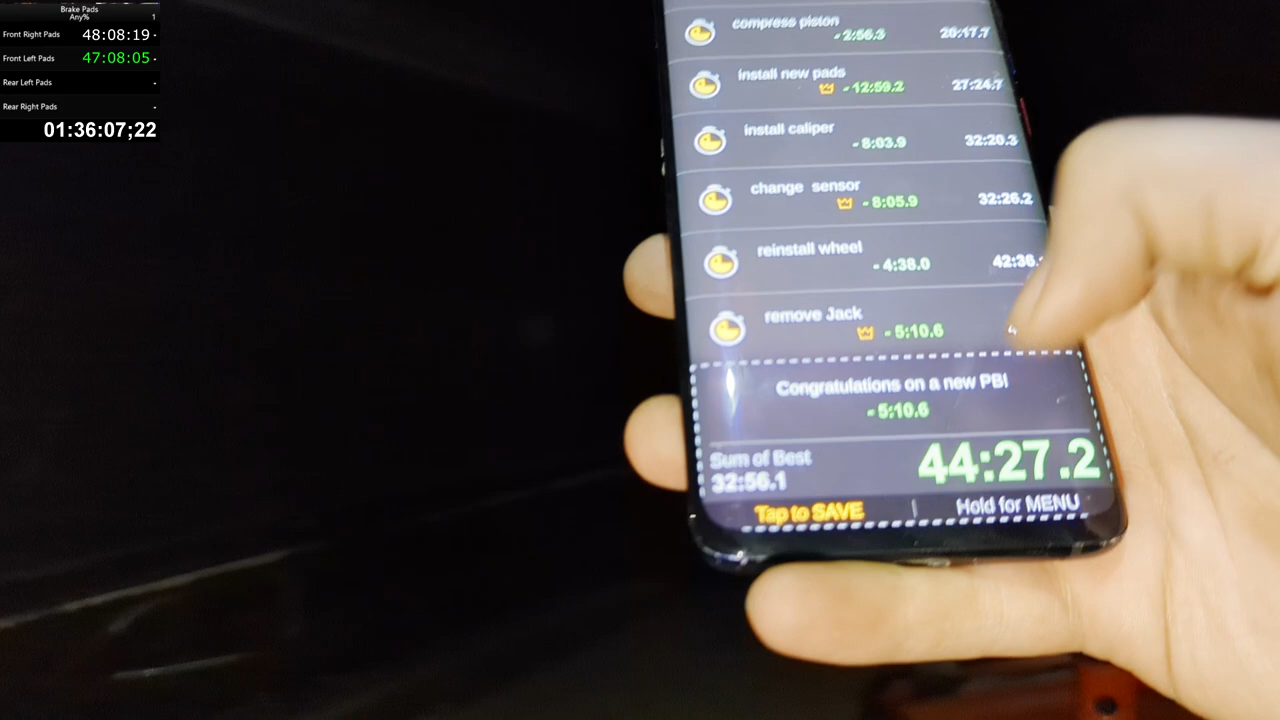 Brake Pads
Any% 1
Front Right Pads 48:08:19 -
Front Left Pads 47:08:05 -
Rear Left Pads -
Rear Right Pads -
01:36:07;22
compress piston
- 2:56.3 20:17.7
install new pads
- 12:59.2 27:24.7
install caliper
- 8:03.9 32:20.3
change sensor
- 8:05.9 32:26.2
reinstall wheel
- 4:38.0 42:36.
remove Jack
- 5:10.6
Congratulations on a new PB!
- 5:10.6
Sum of Best
32:56.1
44:27.2
Tap to SAVE | Hold for MENU